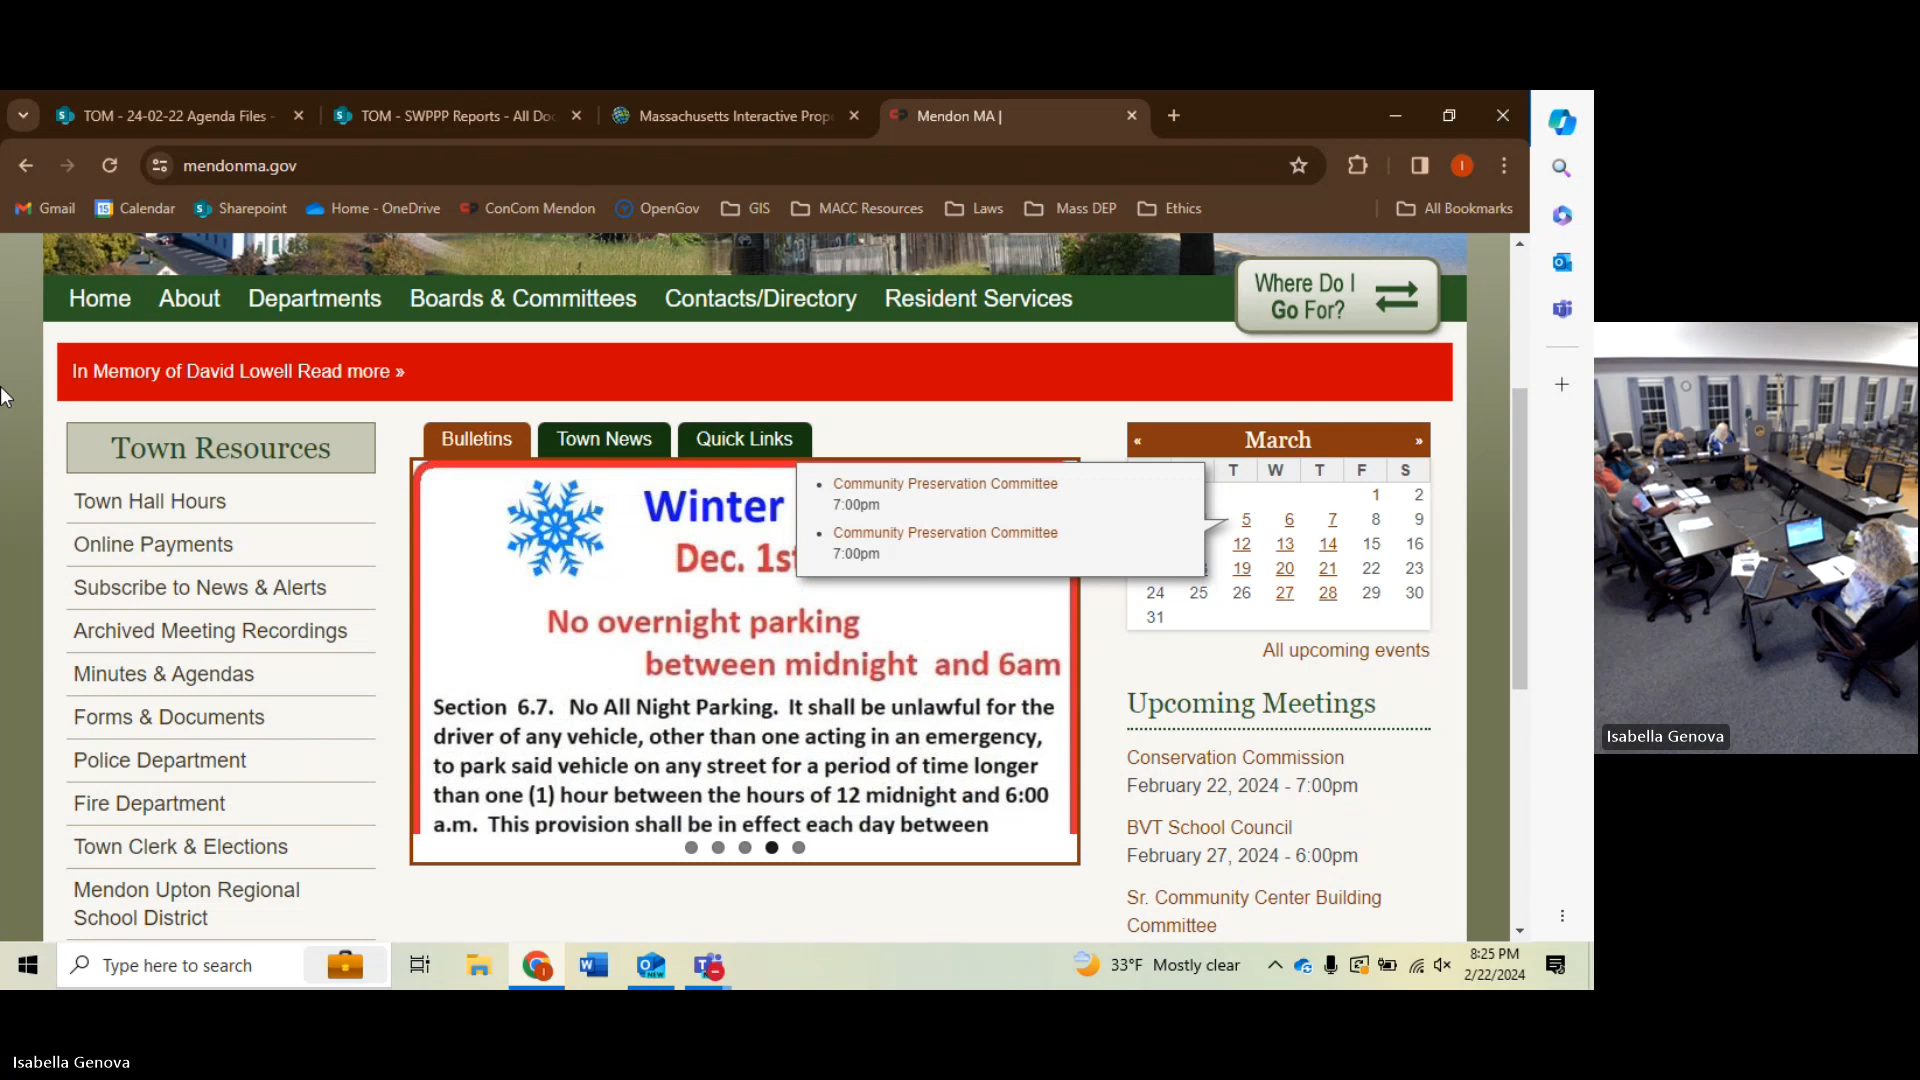 TOM - 24-02-22 Agenda Files -
TOM - SWPPP Reports - All Doc
Massachusetts Interactive Prope
Mendon MA |
mendonma.gov
Gmail
15
Calendar
Sharepoint
Home - OneDrive
ConCom Mendon
OpenGov
GIS
MACC Resources
Laws
Mass DEP
Ethics
All Bookmarks
I
Home
About
Departments
Boards & Committees
Contacts/Directory
Resident Services
Where Do I
Go For?
In Memory of David Lowell Read more »
Town Resources
Town Hall Hours
Online Payments
Subscribe to News & Alerts
Archived Meeting Recordings
Minutes & Agendas
Forms & Documents
Police Department
Fire Department
Town Clerk & Elections
Mendon Upton Regional
School District
Bulletins
Town News
Quick Links
Winter
Dec. 1st
No overnight parking
between midnight and 6am
Section 6.7. No All Night Parking. It shall be unlawful for the
driver of any vehicle, other than one acting in an emergency,
to park said vehicle on any street for a period of time longer
than one (1) hour between the hours of 12 midnight and 6:00
a.m. This provision shall be in effect each day between
Community Preservation Committee
7:00pm
Community Preservation Committee
7:00pm
« March »
T W T F S
1 2
5 6 7 8 9
12 13 14 15 16
19 20 21 22 23
24 25 26 27 28 29 30
31
All upcoming events
Upcoming Meetings
Conservation Commission
February 22, 2024 - 7:00pm
BVT School Council
February 27, 2024 - 6:00pm
Sr. Community Center Building
Committee
Type here to search
33°F Mostly clear
8:25 PM
2/22/2024
Isabella Genova
Isabella Genova